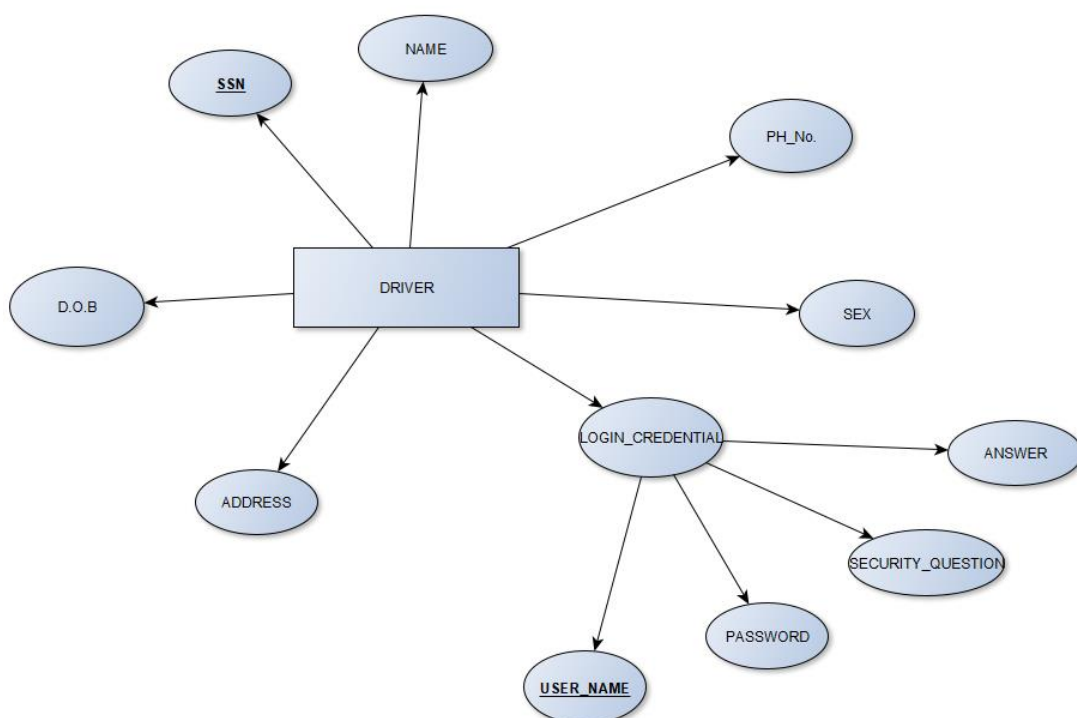 NAME
SSN
PH_No.
DRIVER
D.O.B
SEX
LOGIN_CREDENTIAL
ANSWER
ADDRESS
SECURITY_QUESTION
PASSWORD
USER_NAME